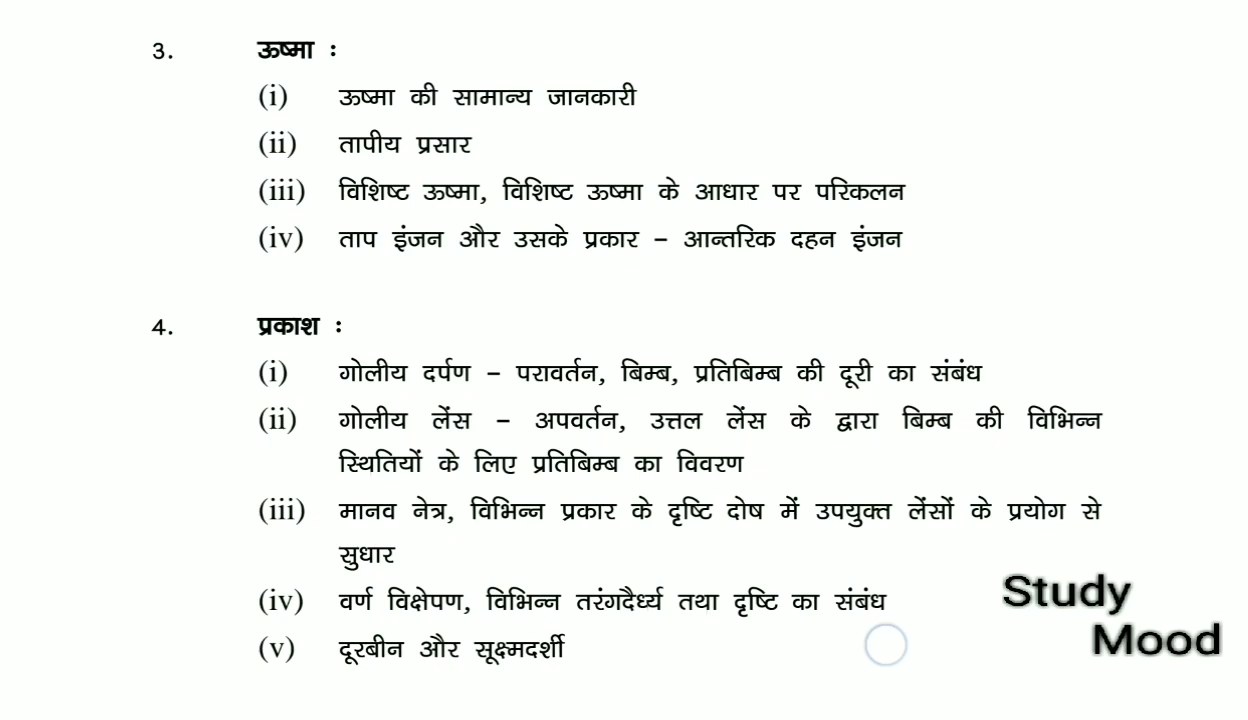 3. ऊष्मा :
(i) ऊष्मा की सामान्य जानकारी
(ii) तापीय प्रसार
(iii) विशिष्ट ऊष्मा, विशिष्ट ऊष्मा के आधार पर परिकलन
(iv) ताप इंजन और उसके प्रकार – आन्तरिक दहन इंजन
4. प्रकाश :
(i) गोलीय दर्पण – परावर्तन, बिम्ब, प्रतिबिम्ब की दूरी का संबंध
(ii) गोलीय लेंस – अपवर्तन, उत्तल लेंस के द्वारा बिम्ब की विभिन्न
स्थितियों के लिए प्रतिबिम्ब का विवरण
(iii) मानव नेत्र, विभिन्न प्रकार के दृष्टि दोष में उपयुक्त लेंसों के प्रयोग से
सुधार
(iv) वर्ण विक्षेपण, विभिन्न तरंगदैर्ध्य तथा दृष्टि का संबंध
(v) दूरबीन और सूक्ष्मदर्शी
Study
Mood